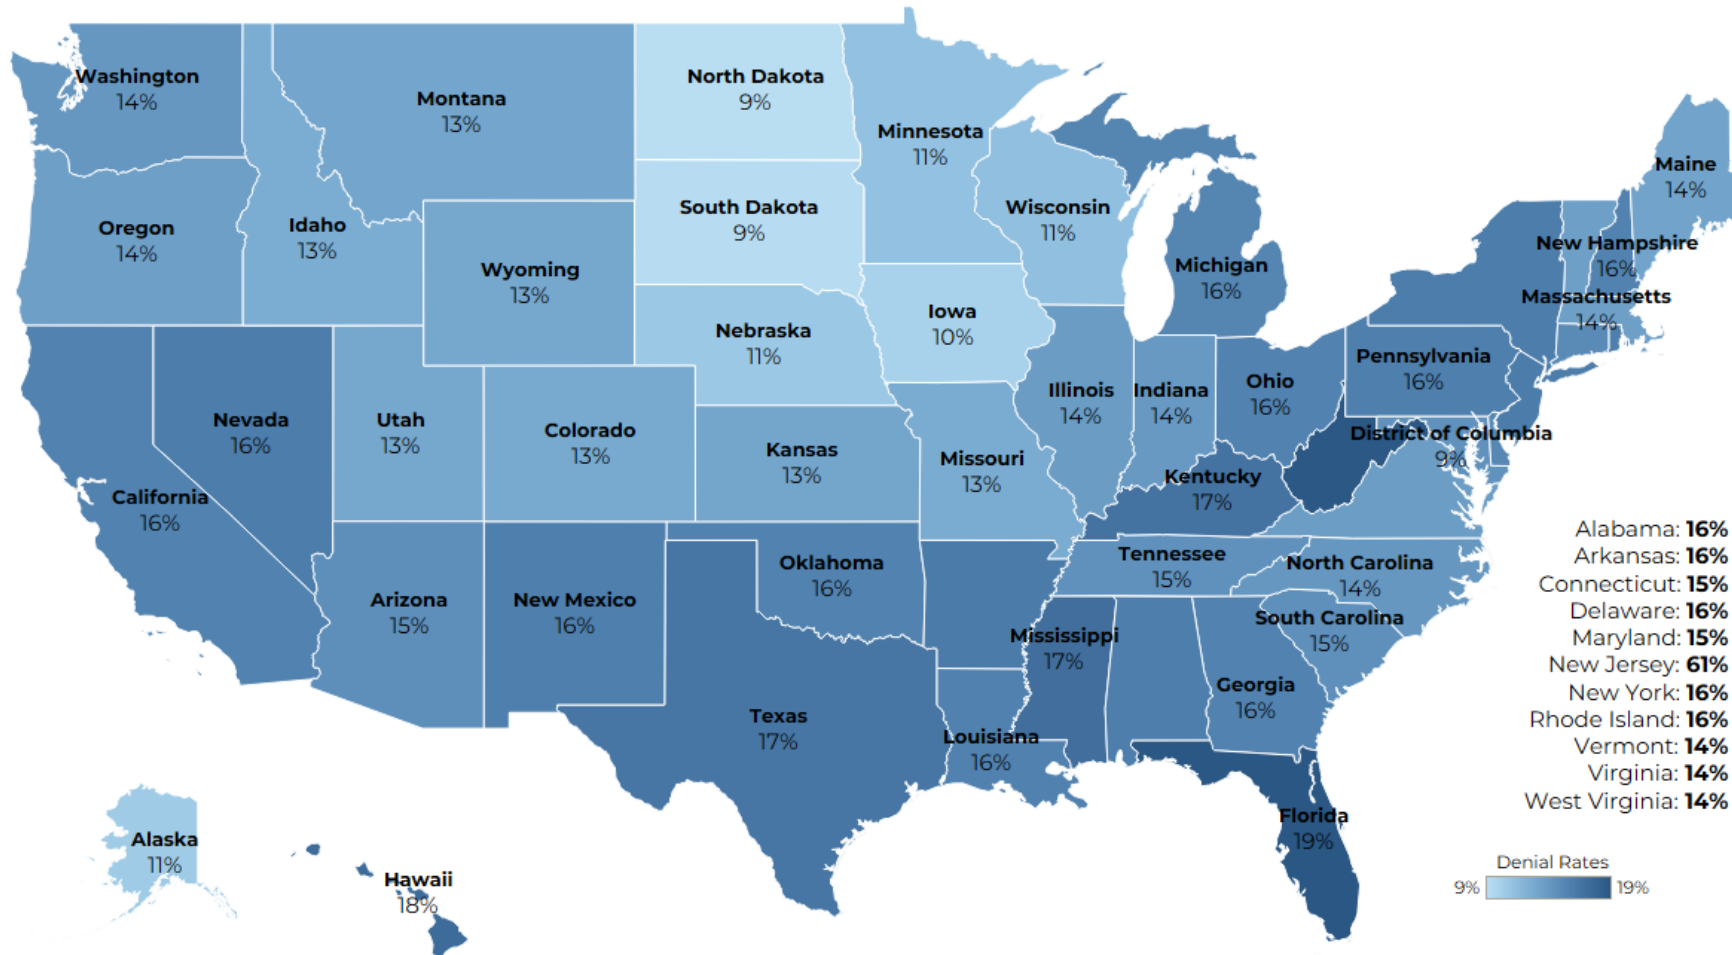 Washington
14%
Montana
13%
North Dakota
9%
Minnesota
11%
Maine
14%
Oregon
14%
Idaho
13%
Wyoming
13%
South Dakota
9%
Wisconsin
11%
Michigan
16%
New Hampshire
16%
Massachusetts
14%
Nebraska
11%
Iowa
10%
Pennsylvania
16%
Nevada
16%
Utah
13%
Colorado
13%
Kansas
13%
Missouri
13%
Illinois
14%
Indiana
14%
Ohio
16%
District of Columbia
9%
California
16%
Kentucky
17%
Arizona
15%
New Mexico
16%
Oklahoma
16%
Tennessee
15%
North Carolina
14%
South Carolina
15%
Mississippi
17%
Georgia
16%
Texas
17%
Louisiana
16%
Florida
19%
Alaska
11%
Hawaii
18%
Alabama: 16%
Arkansas: 16%
Connecticut: 15%
Delaware: 16%
Maryland: 15%
New Jersey: 61%
New York: 16%
Rhode Island: 16%
Vermont: 14%
Virginia: 14%
West Virginia: 14%
Denial Rates
9% 19%